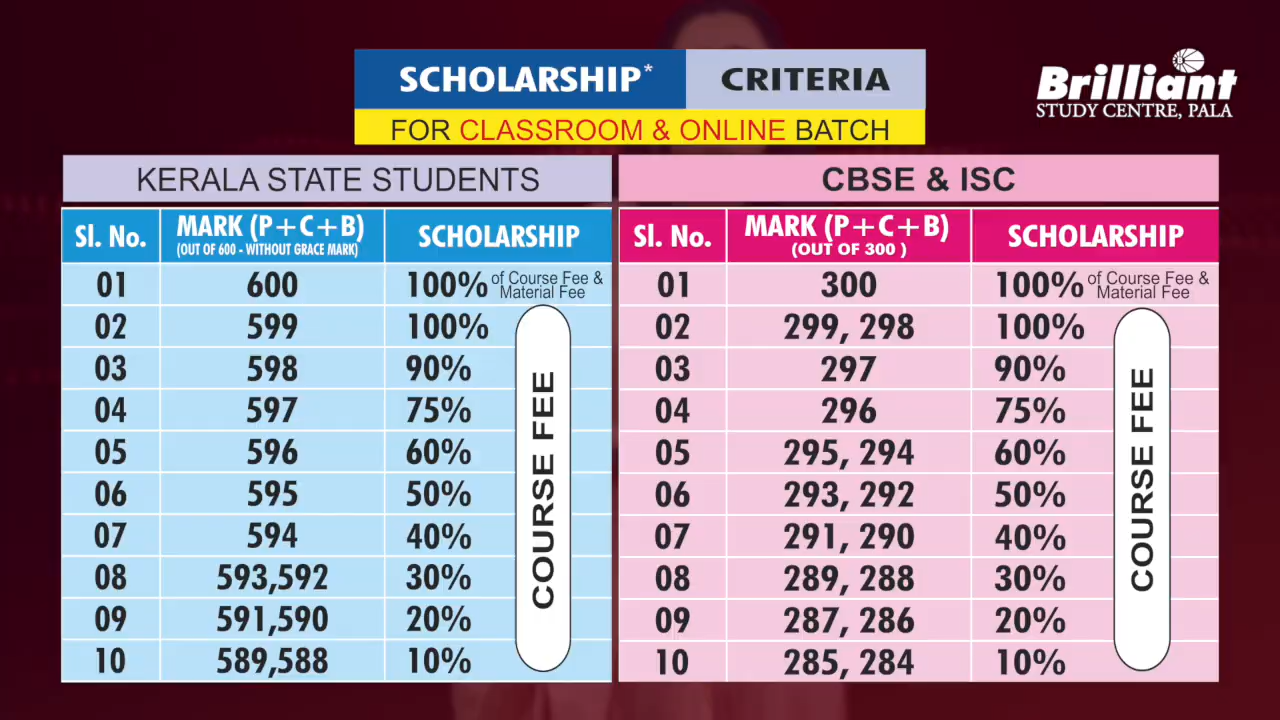 SCHOLARSHIP* CRITERIA
FOR CLASSROOM & ONLINE BATCH
Brilliant
STUDY CENTRE, PALA
KERALA STATE STUDENTS
Sl. No. MARK (P+C+B) SCHOLARSHIP
(OUT OF 600 - WITHOUT GRACE MARK)
01 600 100% of Course Fee & Material Fee
02 599 100%
03 598 90%
04 597 75%
05 596 60%
06 595 50%
07 594 40%
08 593,592 30%
09 591,590 20%
10 589,588 10%
COURSE FEE
CBSE & ISC
Sl. No. MARK (P+C+B) SCHOLARSHIP
(OUT OF 300 )
01 300 100% of Course Fee & Material Fee
02 299, 298 100%
03 297 90%
04 296 75%
05 295, 294 60%
06 293, 292 50%
07 291, 290 40%
08 289, 288 30%
09 287, 286 20%
10 285, 284 10%
COURSE FEE